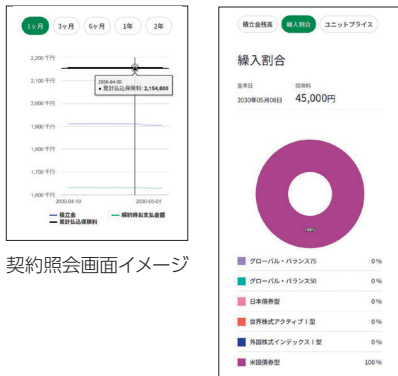 1ヶ月 3ヶ月 6ヶ月 1年 2年
2,200 千円
2,100 千円
2,000 千円
1,900 千円
1,800 千円
1,700 千円
1,600 千円
2030-04-30
● 累計払込保険料: 2,154,600
2030-04-10 2030-05-01
積立金 解約時お支払金額
累計払込保険料
契約照会画面イメージ
積立金残高 繰入割合 ユニットプライス
繰入割合
基準日 保険料
2030年05月08日 45,000円
100%
グローバル・バランス75 0%
グローバル・バランス50 0%
日本債券型 0%
世界株式アクティブⅠ型 0%
外国株式インデックスⅠ型 0%
米国債券型 100%